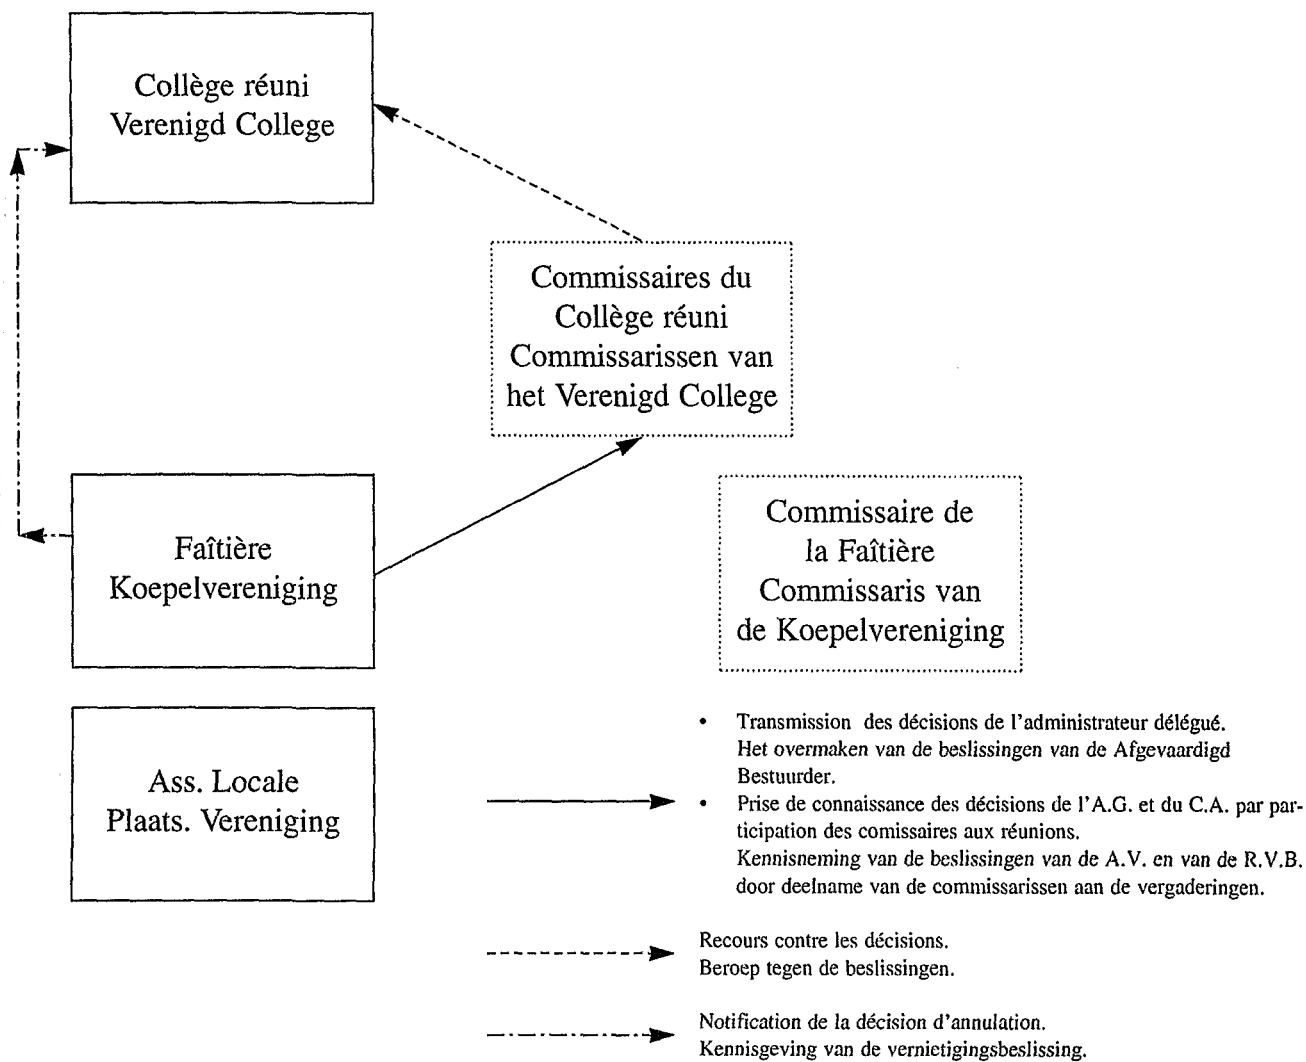 Collège réuni
Verenigd College
Commissaires du
Collège réuni
Commissarissen van
het Verenigd College
Faîtière
Koepelvereniging
Commissaire de
la Faîtière
Commissaris van
de Koepelvereniging
Ass. Locale
Plaats. Vereniging
• Transmission des décisions de l'administrateur délégué.
Het overmaken van de beslissingen van de Afgevaardigd
Bestuurder.
• Prise de connaissance des décisions de l'A.G. et du C.A. par par-
ticipation des comissaires aux réunions.
Kennisneming van de beslissingen van de A.V. en van de R.V.B.
door deelname van de commissarissen aan de vergaderingen.
Recours contre les décisions.
Beroep tegen de beslissingen.
Notification de la décision d'annulation.
Kennisgeving van de vernietigingsbeslissing.